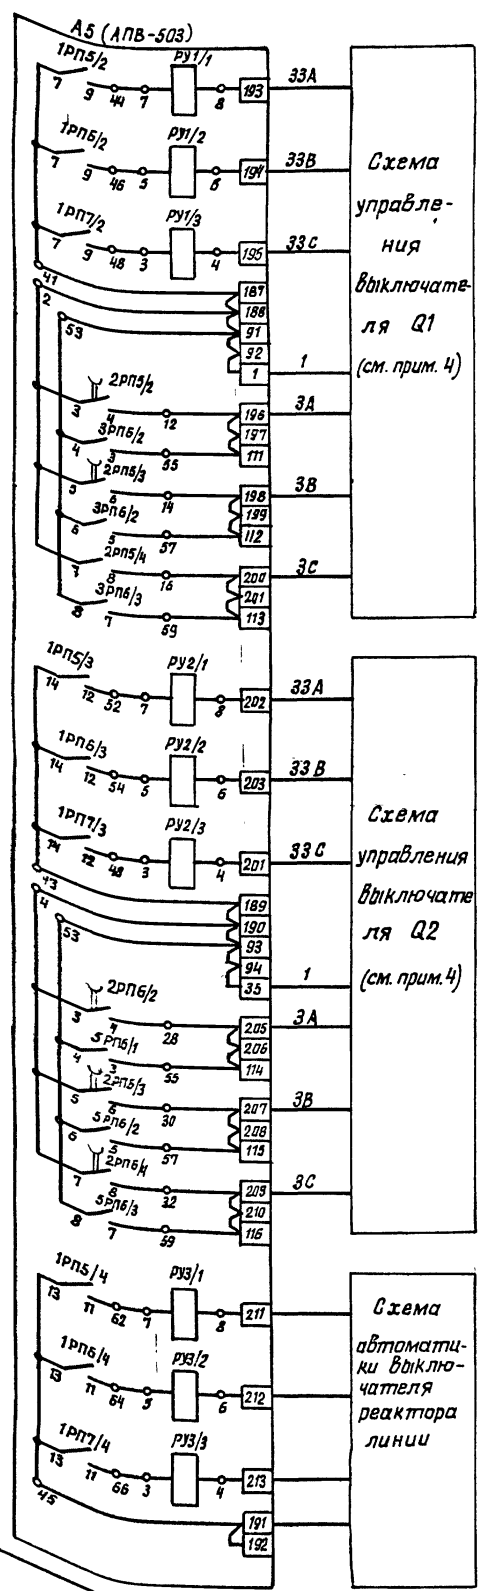 А5 (АПВ-503)
1РП5/2 РУ1/1
7 9 44 7 8 193 33А
1РП6/2 РУ1/2
7 9 46 5 6 194 33В
1РП7/2 РУ1/3
7 9 48 3 4 195 33С
41 187
2 188
53 91
92
1 1
2РП5/2
3 4 12 196 3А
3РП6/2 197
4 3 55 111
2РП5/3
5 6 14 198 3В
3РП6/2 199
6 5 57 112
2РП5/4
7 8 16 200 3С
3РП6/3 201
8 7 59 113
Схема
управле-
ния
выключате-
ля Q1
(см. прим. 4)
1РП5/3 РУ2/1
14 12 52 7 8 202 33А
1РП6/3 РУ2/2
14 12 54 5 6 203 33В
1РП7/3 РУ2/3
14 12 48 3 4 201 33С
43 189
4 190
53 93
94
35 1
2РП6/2
3 4 28 205 3А
5РП6/1 206
4 3 55 114
2РП5/3
5 6 30 207 3В
5РП6/2 208
6 5 57 115
2РП6/4
7 8 32 209 3С
5РП6/3 210
8 7 59 116
Схема
управления
выключате
ля Q2
(см. прим. 4)
1РП5/4 РУ3/1
13 11 62 7 8 211
1РП6/4 РУ3/2
13 11 64 5 6 212
1РП7/4 РУ3/3
13 11 66 3 4 213
45 191
192
Схема
автомати-
ки выклю-
чателя
реактора
линии